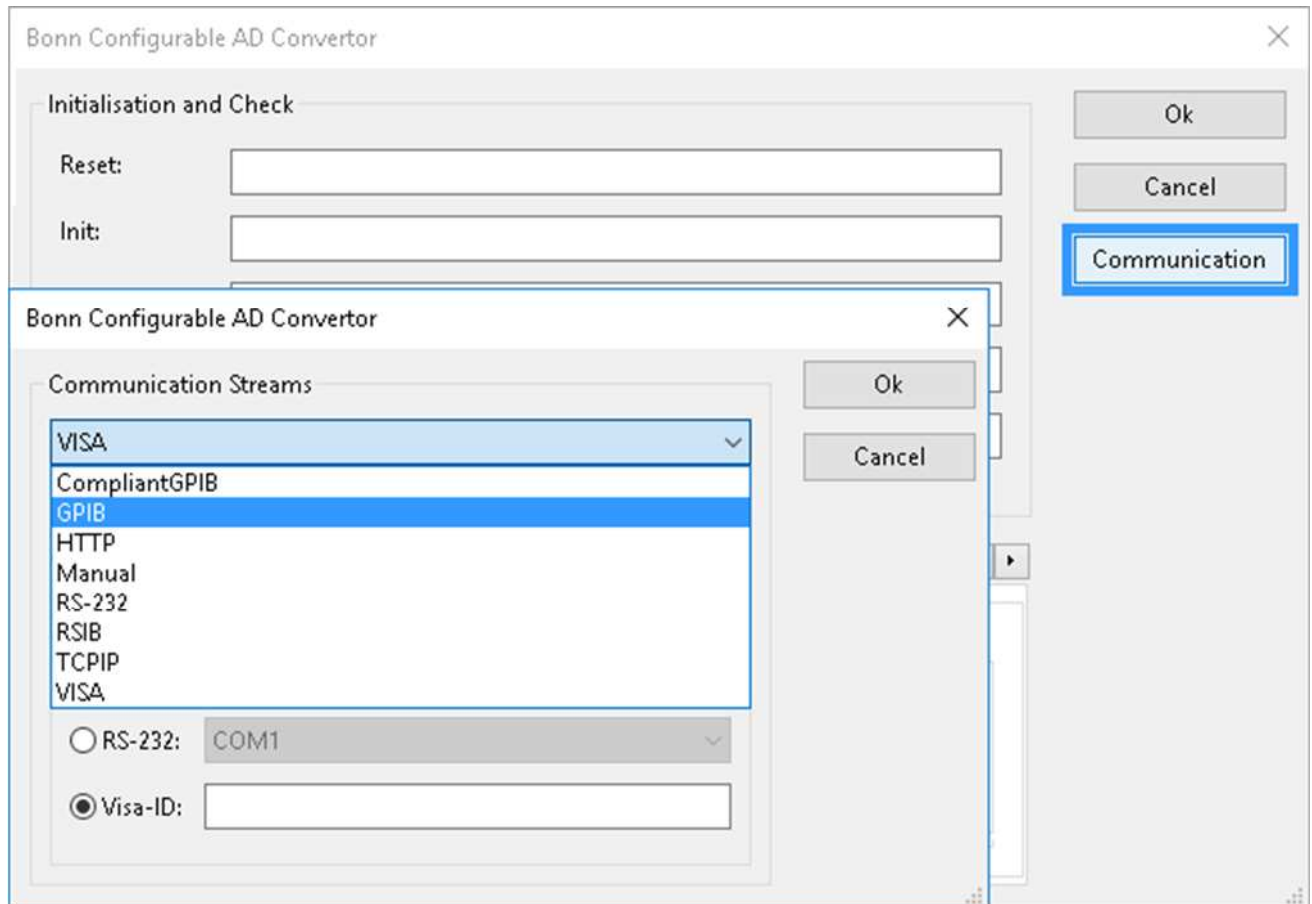 Bonn Configurable AD Convertor
Initialisation and Check
Ok
Reset:
Cancel
Init:
Communication
Bonn Configurable AD Convertor
Communication Streams
Ok
VISA
Cancel
CompliantGPIB
GPIB
HTTP
Manual
RS-232
RSIB
TCPIP
VISA
RS-232: COM1
Visa-ID: